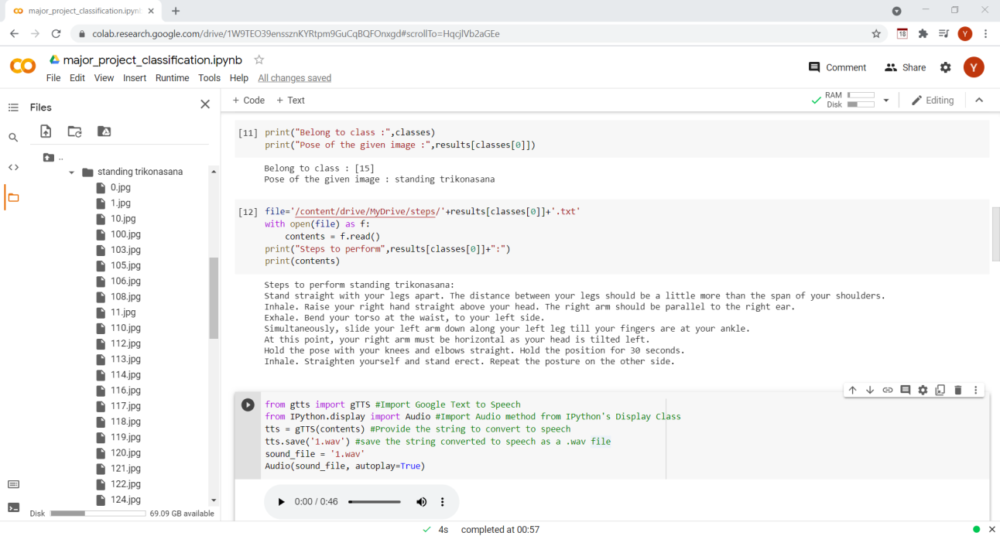 major_project_classification.ipynb
colab.research.google.com/drive/1W9TEO39enssznKYRtpm9GuCqBQFOnxgd#scrollTo=HqcjlVb2aGEe
18
Y
major_project_classification.ipynb
File Edit View Insert Runtime Tools Help All changes saved
Comment
Share
Y
Files
+ Code + Text
RAM
Disk
Editing
..
standing trikonasana
0.jpg
1.jpg
10.jpg
100.jpg
103.jpg
105.jpg
106.jpg
108.jpg
11.jpg
110.jpg
112.jpg
113.jpg
114.jpg
116.jpg
117.jpg
118.jpg
119.jpg
120.jpg
121.jpg
122.jpg
124.jpg
Disk 69.09 GB available
[11] print("Belong to class :",classes)
print("Pose of the given image :",results[classes[0]])
Belong to class : [15]
Pose of the given image : standing trikonasana
[12] file='/content/drive/MyDrive/steps/'+results[classes[0]]+'.txt'
with open(file) as f:
contents = f.read()
print("Steps to perform",results[classes[0]]+":")
print(contents)
Steps to perform standing trikonasana:
Stand straight with your legs apart. The distance between your legs should be a little more than the span of your shoulders.
Inhale. Raise your right hand straight above your head. The right arm should be parallel to the right ear.
Exhale. Bend your torso at the waist, to your left side.
Simultaneously, slide your left arm down along your left leg till your fingers are at your ankle.
At this point, your right arm must be horizontal as your head is tilted left.
Hold the pose with your knees and elbows straight. Hold the position for 30 seconds.
Inhale. Straighten yourself and stand erect. Repeat the posture on the other side.
from gtts import gTTS #Import Google Text to Speech
from IPython.display import Audio #Import Audio method from IPython's Display Class
tts = gTTS(contents) #Provide the string to convert to speech
tts.save('1.wav') #save the string converted to speech as a .wav file
sound_file = '1.wav'
Audio(sound_file, autoplay=True)
0:00 / 0:46
4s completed at 00:57